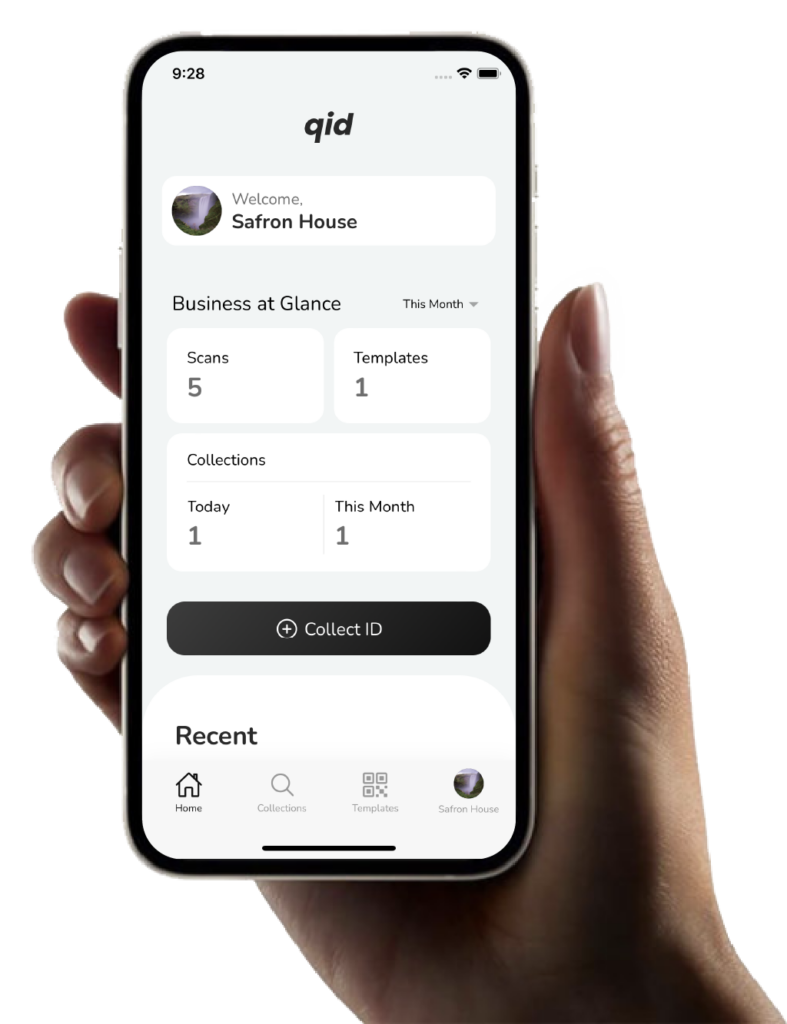 9:28
qid
Welcome,
Safron House
Business at Glance
This Month
Scans
5
Templates
1
Collections
Today
1
This Month
1
Collect ID
Recent
Home
Collections
Templates
Safron House